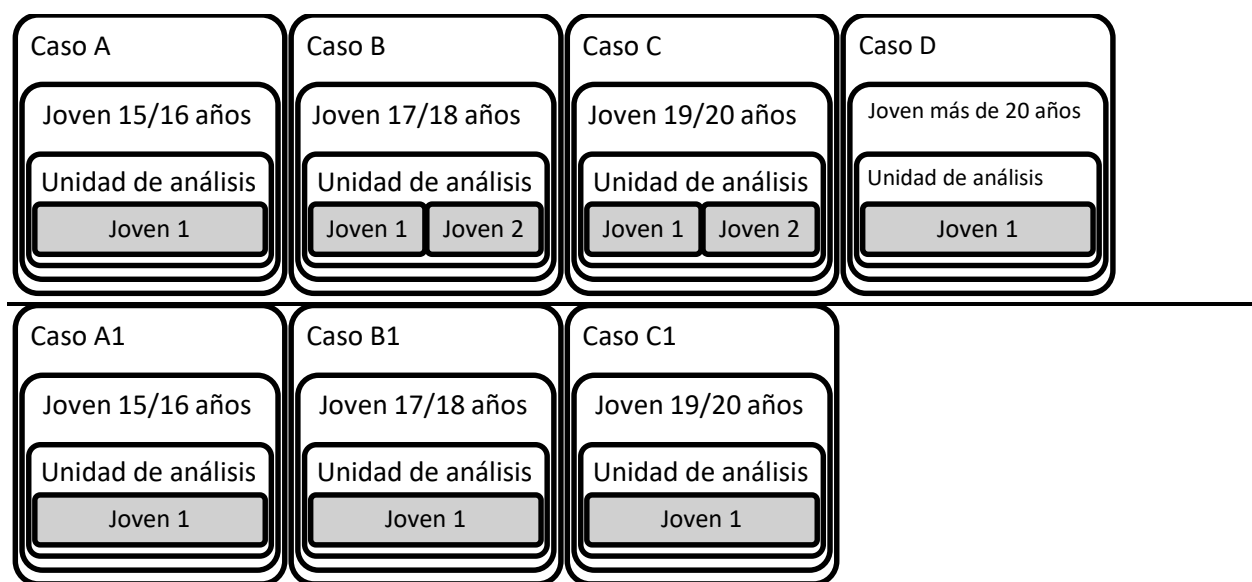 Caso A
Joven 15/16 años
Unidad de análisis
Joven 1
Caso B
Joven 17/18 años
Unidad de análisis
Joven 1
Joven 2
Caso C
Joven 19/20 años
Unidad de análisis
Joven 1
Joven 2
Caso D
Joven más de 20 años
Unidad de análisis
Joven 1
Caso A1
Joven 15/16 años
Unidad de análisis
Joven 1
Caso B1
Joven 17/18 años
Unidad de análisis
Joven 1
Caso C1
Joven 19/20 años
Unidad de análisis
Joven 1